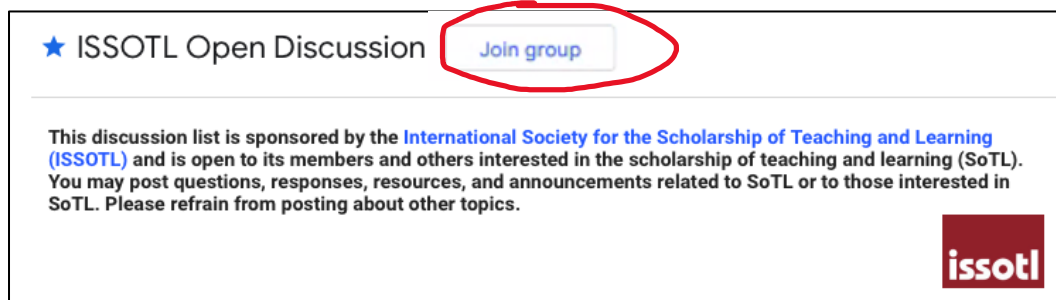 ISSOTL Open Discussion Join group
This discussion list is sponsored by the International Society for the Scholarship of Teaching and Learning
(ISSOTL) and is open to its members and others interested in the scholarship of teaching and learning (SoTL).
You may post questions, responses, resources, and announcements related to SoTL or to those interested in
SoTL. Please refrain from posting about other topics.
issotl